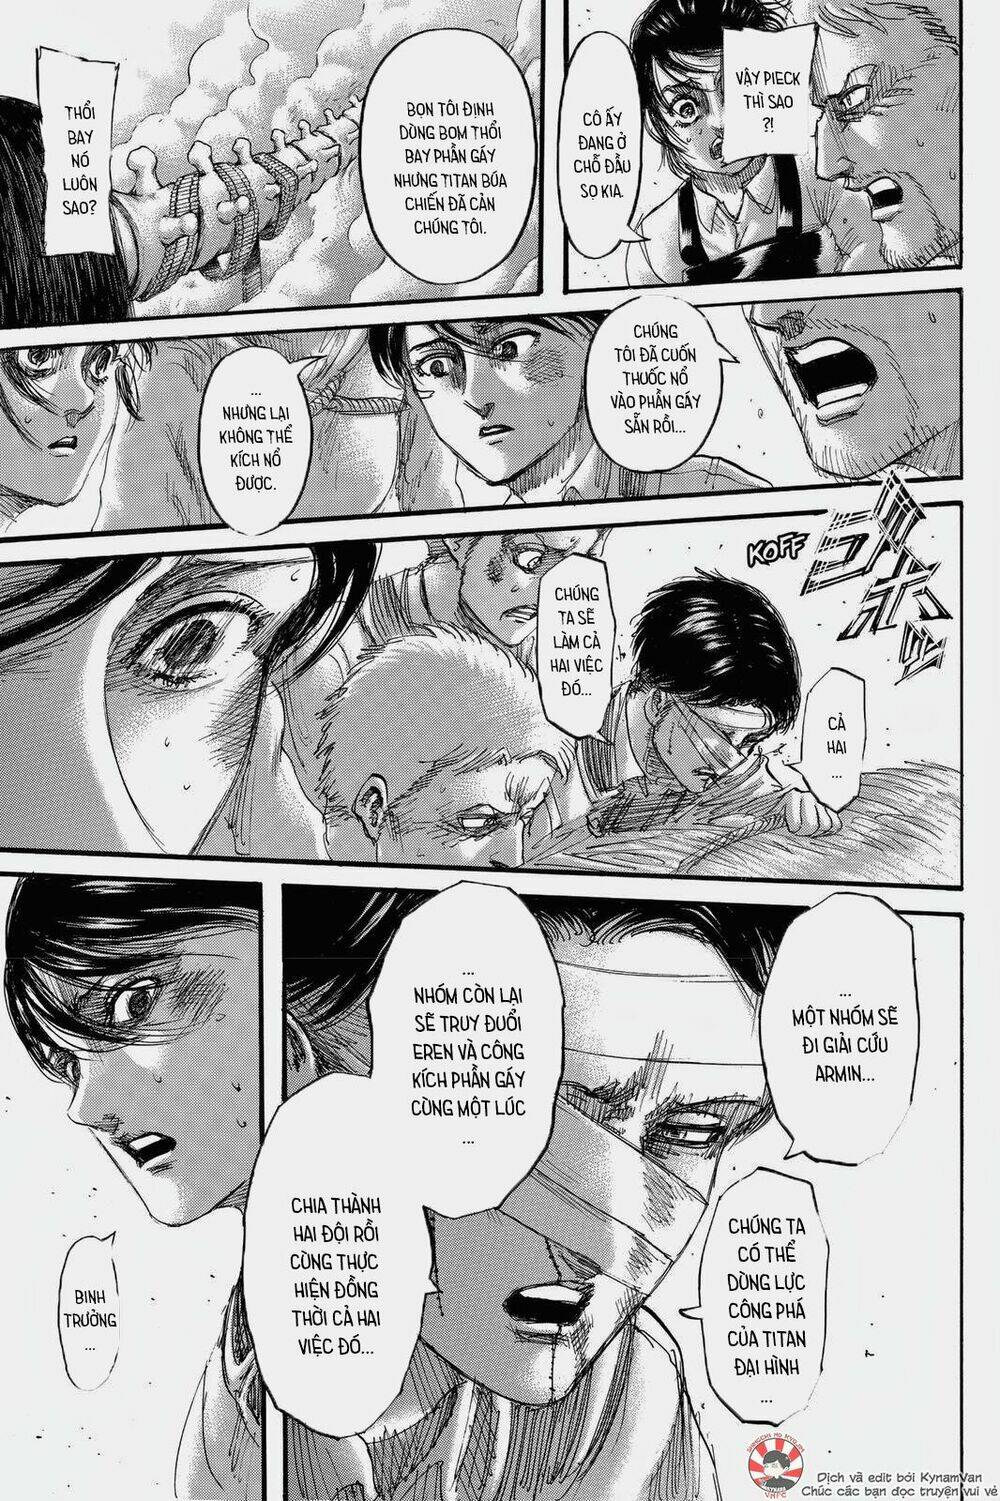 VẬY PIECK
THÌ SAO
?!
CÔ ẤY
ĐANG Ở
CHỖ ĐẦU
SỌ KIA.
BỌN TÔI ĐỊNH
DÙNG BOM THỔI
BAY PHẦN GÁY
NHƯNG TITAN BÚA
CHIẾN ĐÃ CẢN
CHÚNG TÔI.
THỔI
BAY
NÓ
LUÔN
SAO?
CHÚNG
TÔI ĐÃ CUỐN
THUỐC NỔ
VÀO PHẦN GÁY
SẴN RỒI...
...
NHƯNG LẠI
KHÔNG THỂ
KÍCH NỔ
ĐƯỢC.
KOFF
CẢ
HAI
...
CHÚNG
TA SẼ
LÀM CẢ
HAI VIỆC
ĐÓ...
...
MỘT NHÓM SẼ
ĐI GIẢI CỨU
ARMIN...
...
NHÓM CÒN LẠI
SẼ TRUY ĐUỔI
EREN VÀ CÔNG
KÍCH PHẦN GÁY
CÙNG MỘT LÚC
...
CHÚNG TA
CÓ THỂ
DÙNG LỰC
CÔNG PHÁ
CỦA TITAN
ĐẠI HÌNH
...
CHIA THÀNH
HAI ĐỘI RỒI
CÙNG THỰC
HIỆN ĐỒNG
THỜI CẢ HAI
VIỆC ĐÓ...
BINH
TRƯỞNG
...
VHFC
Dịch và edit bởi KynamVan
Chúc các bạn đọc truyện vui vẻ